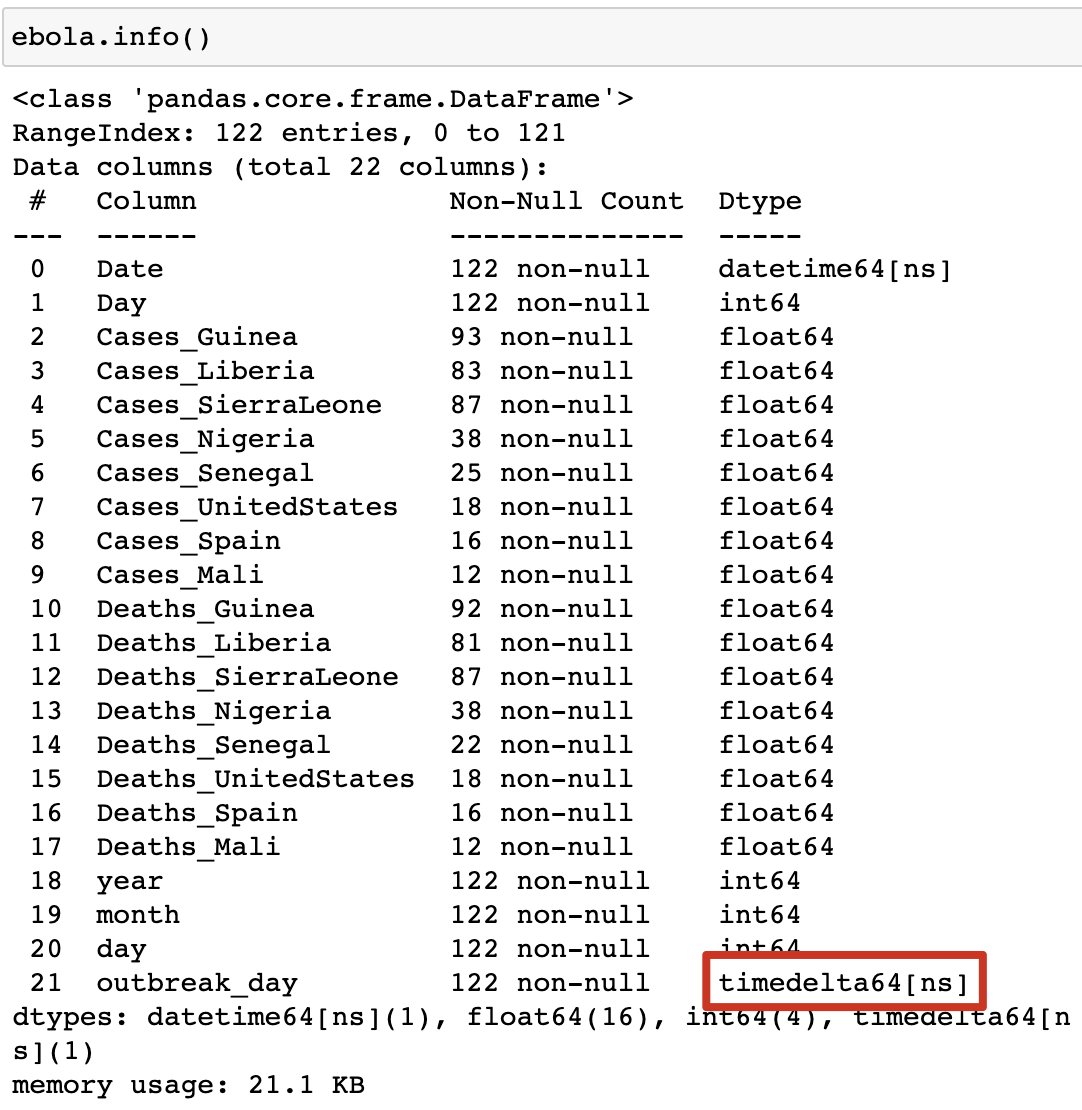 ebola.info()
<class 'pandas.core.frame.DataFrame'>
RangeIndex: 122 entries, 0 to 121
Data columns (total 22 columns):
 #   Column               Non-Null Count  Dtype
---  ------               --------------  -----
 0   Date                 122 non-null    datetime64[ns]
 1   Day                  122 non-null    int64
 2   Cases_Guinea         93 non-null     float64
 3   Cases_Liberia        83 non-null     float64
 4   Cases_SierraLeone    87 non-null     float64
 5   Cases_Nigeria        38 non-null     float64
 6   Cases_Senegal        25 non-null     float64
 7   Cases_UnitedStates   18 non-null     float64
 8   Cases_Spain          16 non-null     float64
 9   Cases_Mali           12 non-null     float64
 10  Deaths_Guinea        92 non-null     float64
 11  Deaths_Liberia       81 non-null     float64
 12  Deaths_SierraLeone   87 non-null     float64
 13  Deaths_Nigeria       38 non-null     float64
 14  Deaths_Senegal       22 non-null     float64
 15  Deaths_UnitedStates  18 non-null     float64
 16  Deaths_Spain         16 non-null     float64
 17  Deaths_Mali          12 non-null     float64
 18  year                 122 non-null    int64
 19  month                122 non-null    int64
 20  day                  122 non-null    int64
 21  outbreak_day         122 non-null    timedelta64[ns]
dtypes: datetime64[ns](1), float64(16), int64(4), timedelta64[n
s](1)
memory usage: 21.1 KB